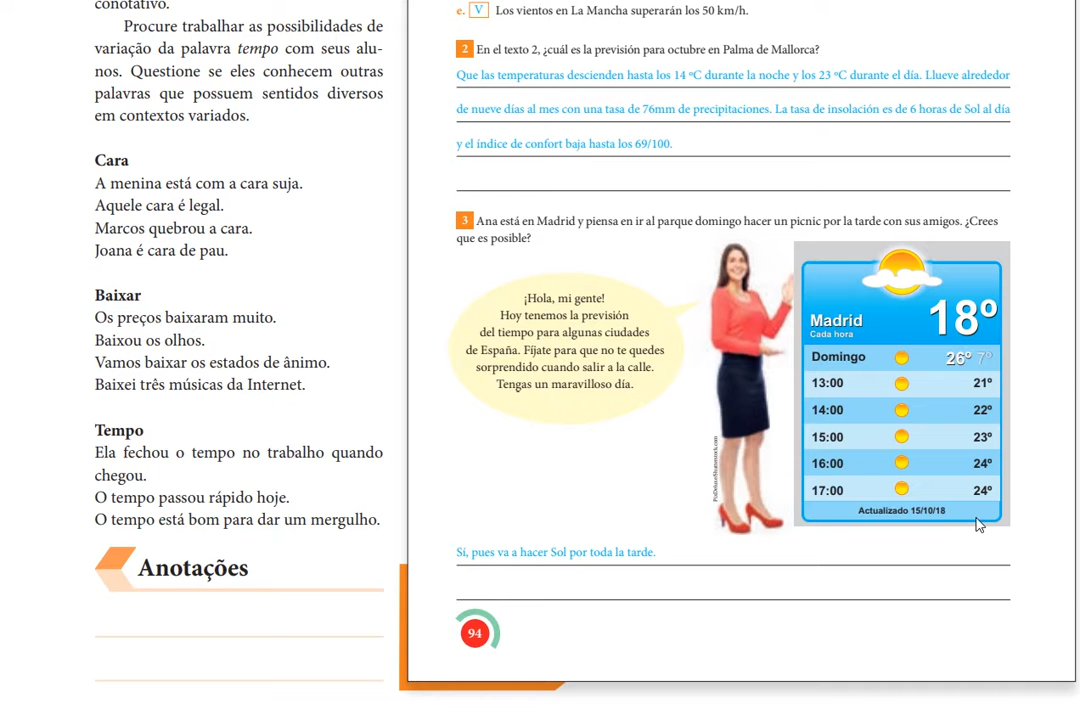 conotativo.
Procure trabalhar as possibilidades de
variação da palavra tempo com seus alu-
nos. Questione se eles conhecem outras
palavras que possuem sentidos diversos
em contextos variados.
Cara
A menina está com a cara suja.
Aquele cara é legal.
Marcos quebrou a cara.
Joana é cara de pau.
Baixar
Os preços baixaram muito.
Baixou os olhos.
Vamos baixar os estados de ânimo.
Baixei três músicas da Internet.
Tempo
Ela fechou o tempo no trabalho quando
chegou.
O tempo passou rápido hoje.
O tempo está bom para dar um mergulho.
Anotações
e. V Los vientos en La Mancha superarán los 50 km/h.
2 En el texto 2, ¿cuál es la previsión para octubre en Palma de Mallorca?
Que las temperaturas descienden hasta los 14 ºC durante la noche y los 23 ºC durante el día. Llueve alrededor
de nueve días al mes con una tasa de 76mm de precipitaciones. La tasa de insolación es de 6 horas de Sol al día
y el índice de confort baja hasta los 69/100.
3 Ana está en Madrid y piensa en ir al parque domingo hacer un picnic por la tarde con sus amigos. ¿Crees
que es posible?
¡Hola, mi gente!
Hoy tenemos la previsión
del tiempo para algunas ciudades
de España. Fíjate para que no te quedes
sorprendido cuando salir a la calle.
Tengas un maravilloso día.
Madrid 18º
Cada hora
Domingo 26º 7º
13:00 21º
14:00 22º
15:00 23º
16:00 24º
17:00 24º
Actualizado 15/10/18
Sí, pues va a hacer Sol por toda la tarde.
94